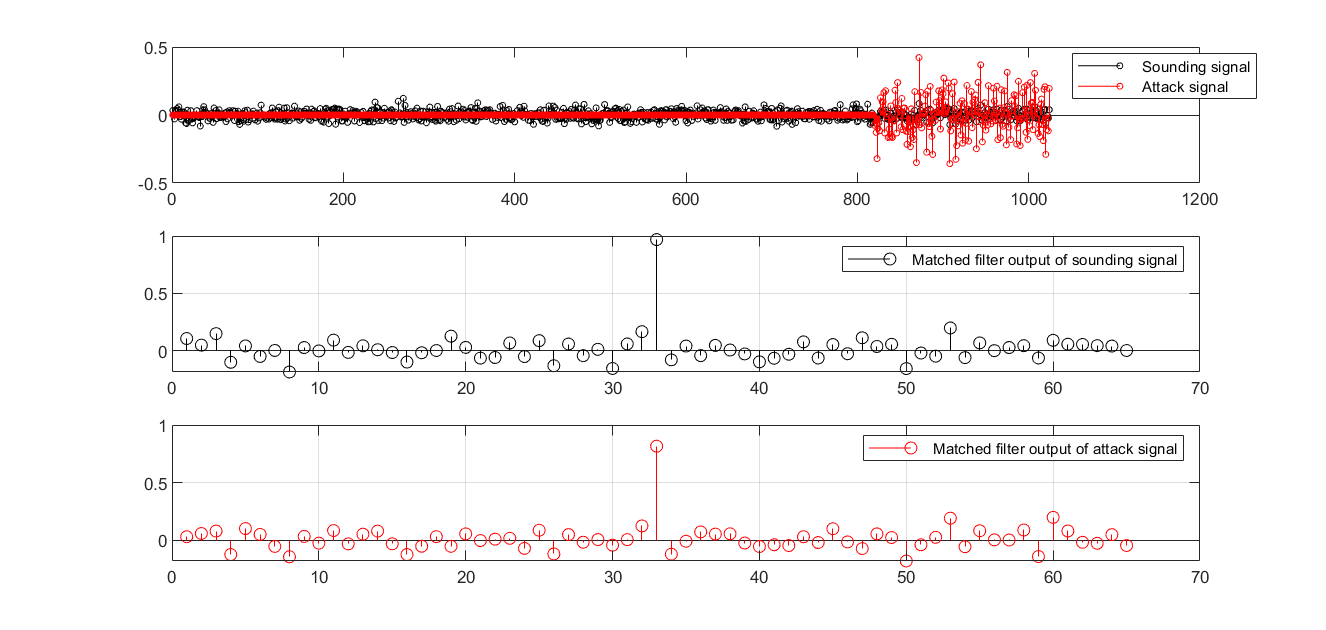 0.5
0
-0.5
0 200 400 600 800 1000 1200
Sounding signal
Attack signal
1
0.5
0
0 10 20 30 40 50 60 70
Matched filter output of sounding signal
1
0.5
0
0 10 20 30 40 50 60 70
Matched filter output of attack signal